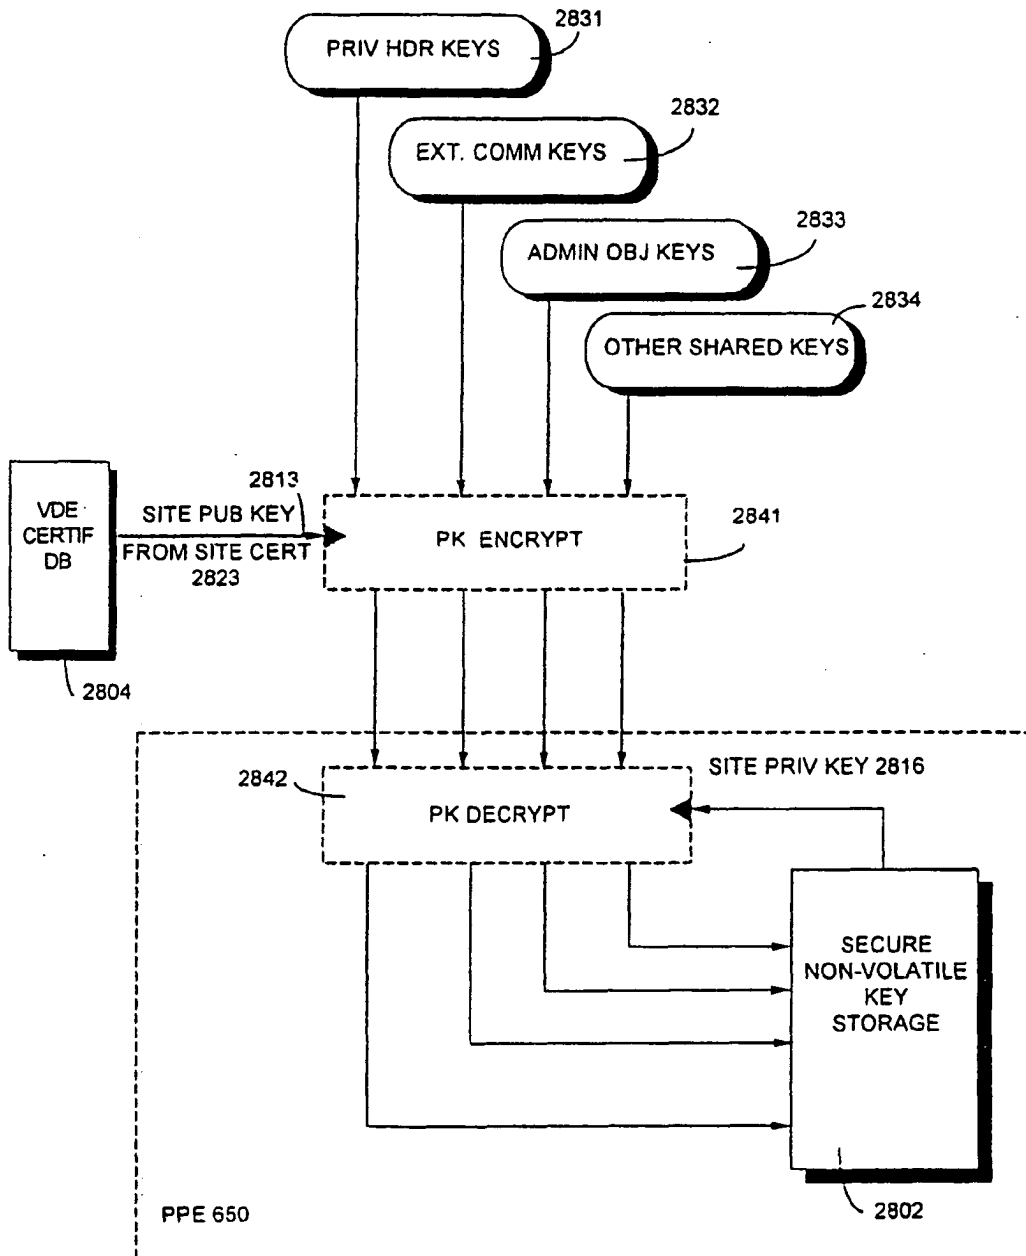 2831
PRIV HDR KEYS
2832
EXT. COMM KEYS
2833
ADMIN OBJ KEYS
2834
OTHER SHARED KEYS
VDE
CERTIF
DB
2804
2813
SITE PUB KEY
FROM SITE CERT
2823
PK ENCRYPT
2841
2842
PK DECRYPT
SITE PRIV KEY 2816
SECURE
NON-VOLATILE
KEY
STORAGE
2802
PPE 650